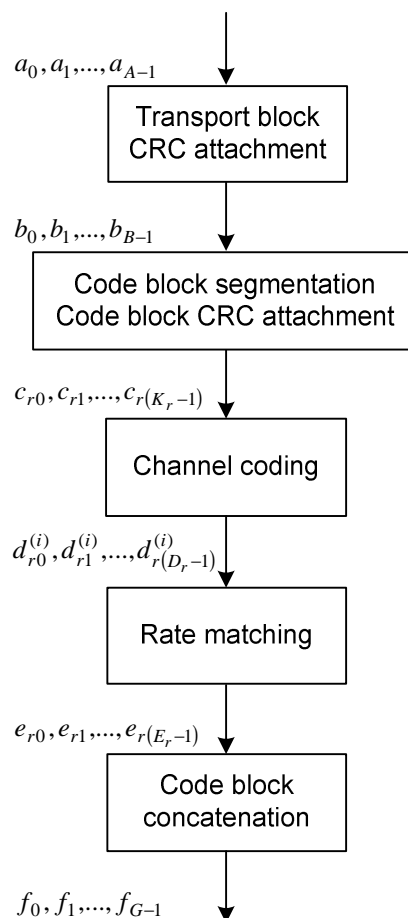 a_0, a_1,..., a_{A-1}
Transport block
CRC attachment
b_0, b_1,..., b_{B-1}
Code block segmentation
Code block CRC attachment
c_{r0}, c_{r1},..., c_{r(K_r-1)}
Channel coding
d_{r0}^{(i)}, d_{r1}^{(i)},..., d_{r(D_r-1)}^{(i)}
Rate matching
e_{r0}, e_{r1},..., e_{r(E_r-1)}
Code block
concatenation
f_0, f_1,..., f_{G-1}